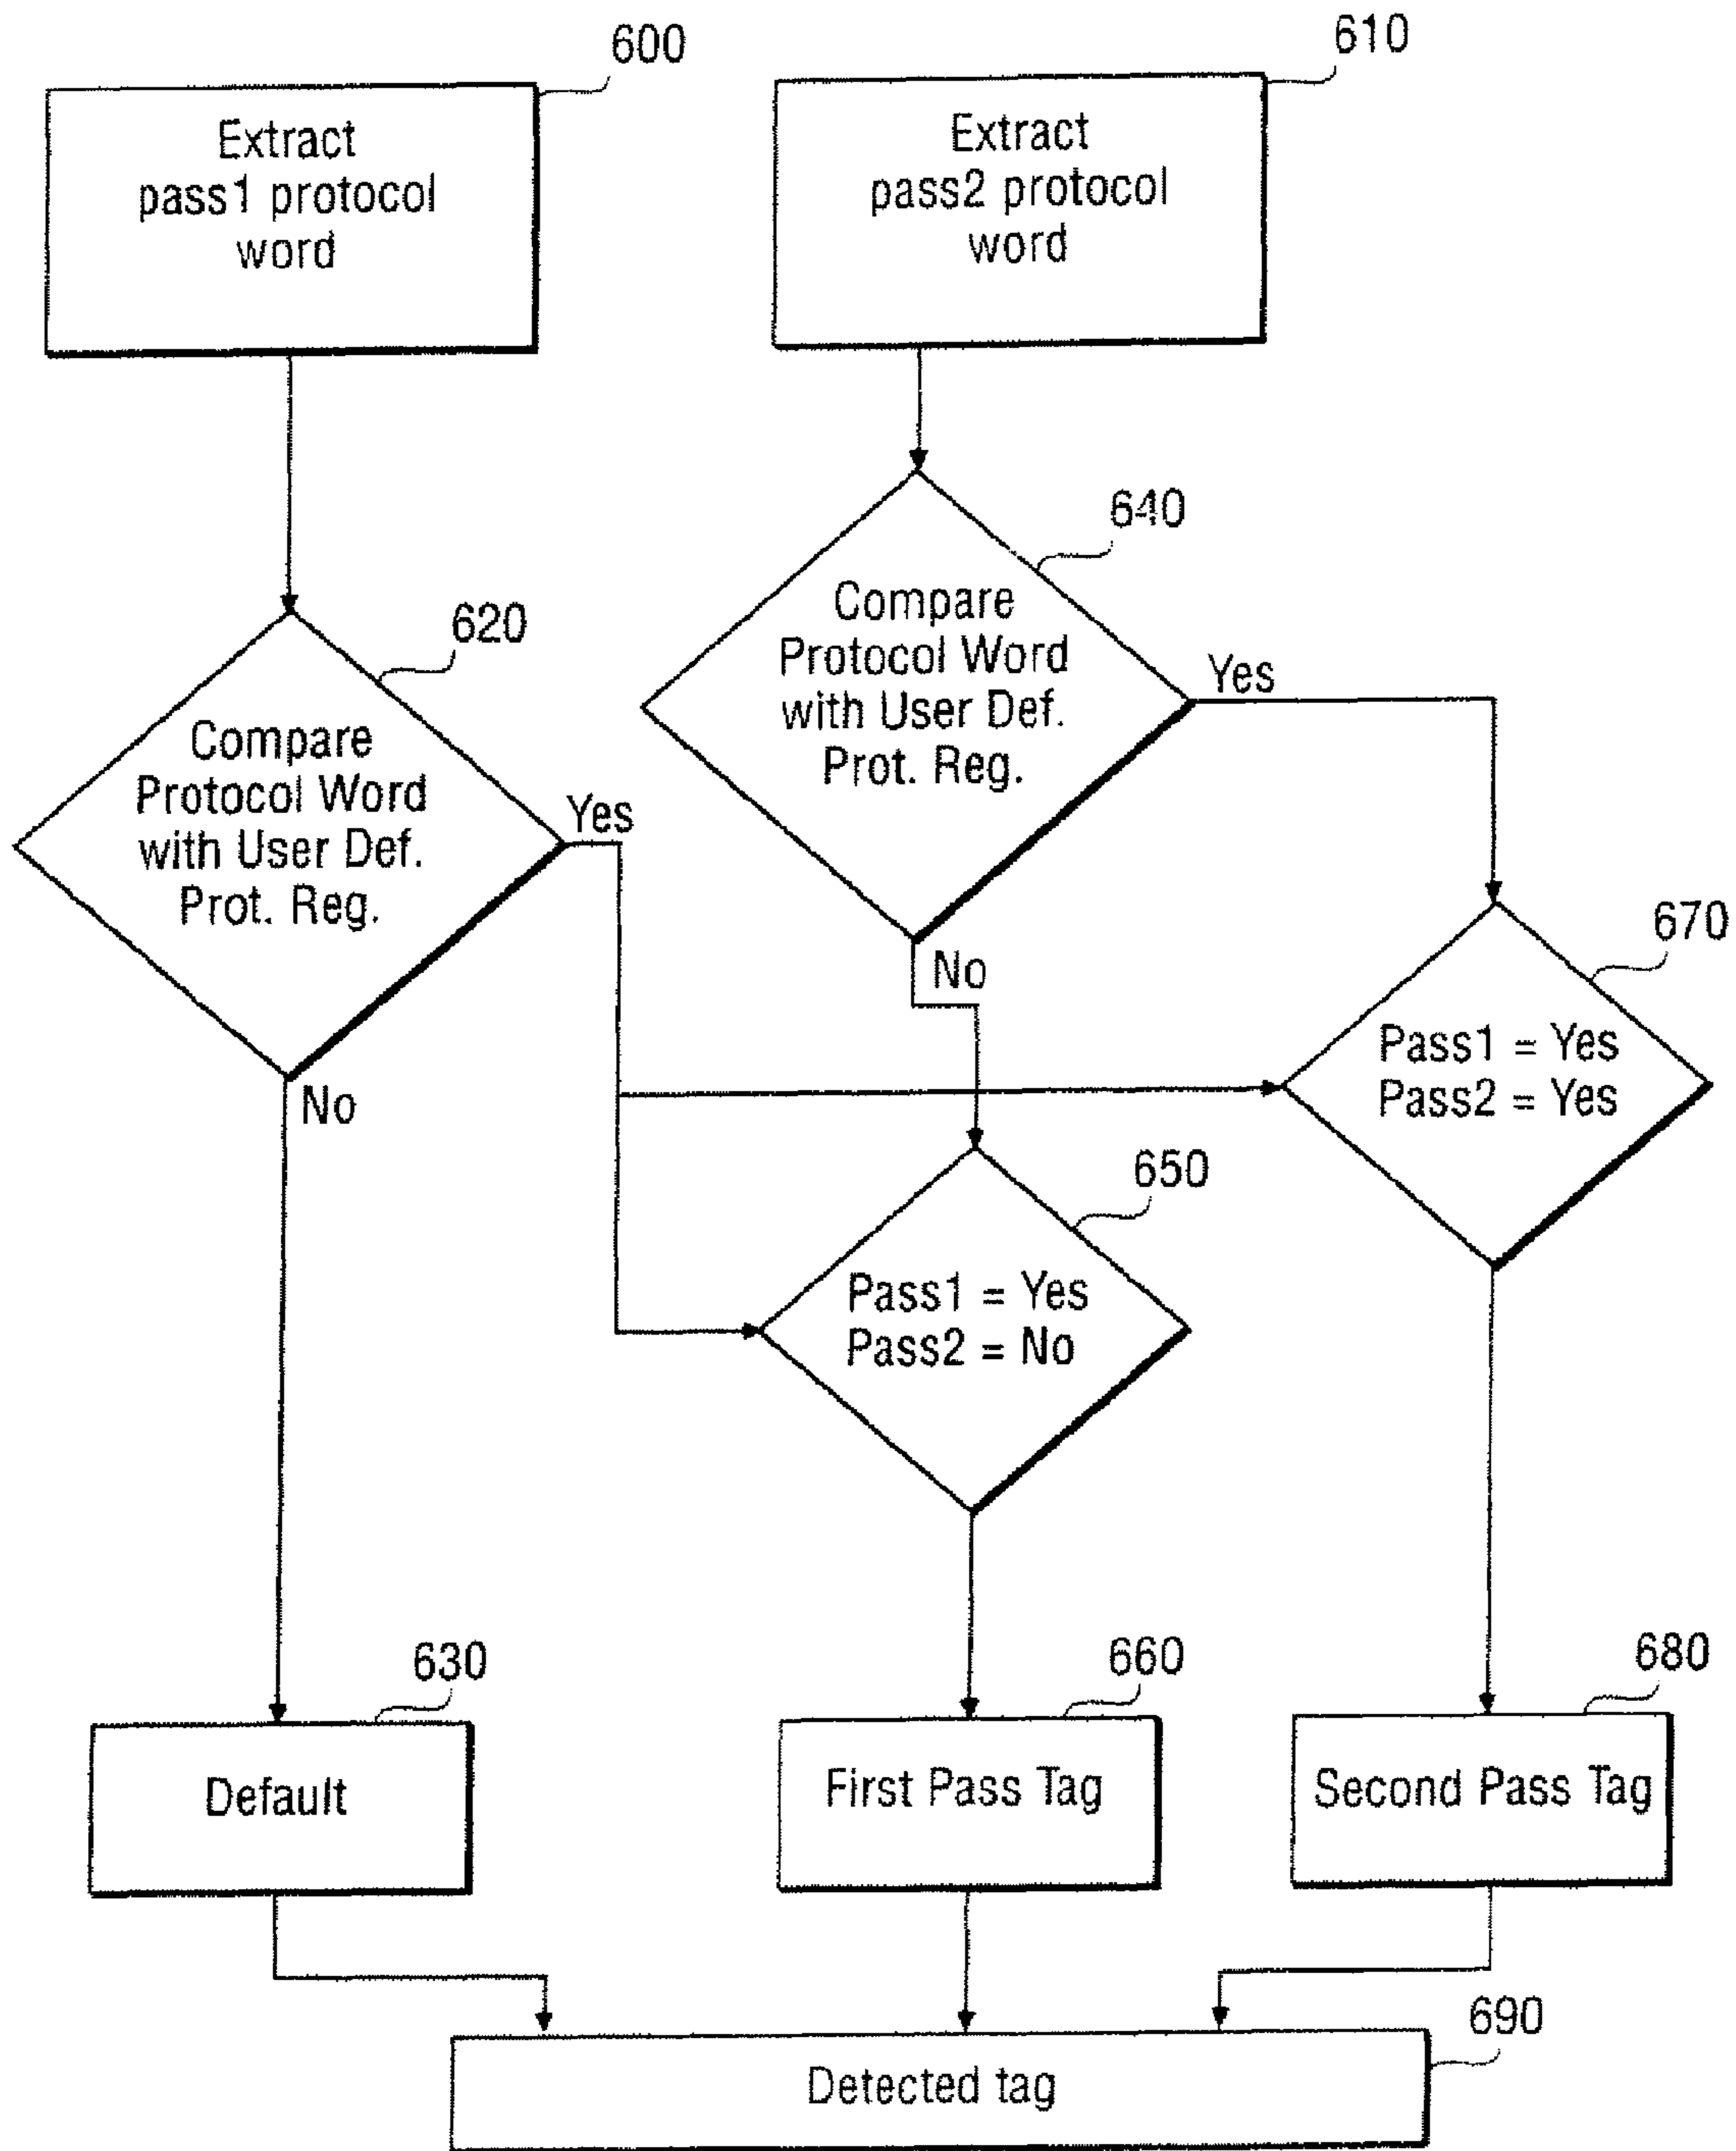 600
Extract
pass1 protocol
word
610
Extract
pass2 protocol
word
620
Compare
Protocol Word
with User Def.
Prot. Reg.
Yes
No
640
Compare
Protocol Word
with User Def.
Prot. Reg.
Yes
No
670
Pass1 = Yes
Pass2 = Yes
650
Pass1 = Yes
Pass2 = No
630
Default
660
First Pass Tag
680
Second Pass Tag
690
Detected tag